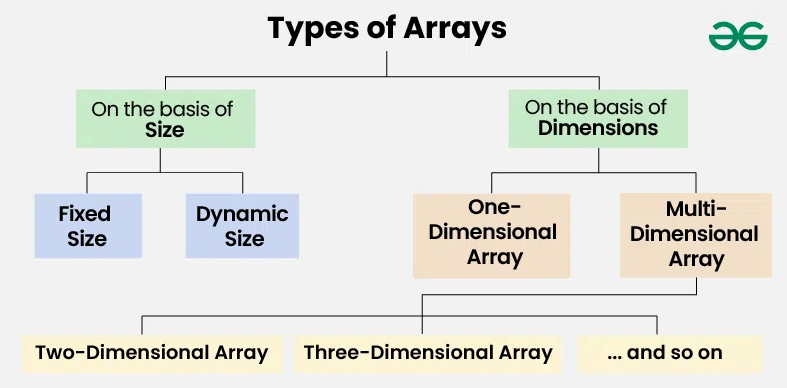 Types of Arrays
On the basis of
Size
On the basis of
Dimensions
Fixed
Size
Dynamic
Size
One-
Dimensional
Array
Multi-
Dimensional
Array
Two-Dimensional Array
Three-Dimensional Array
... and so on